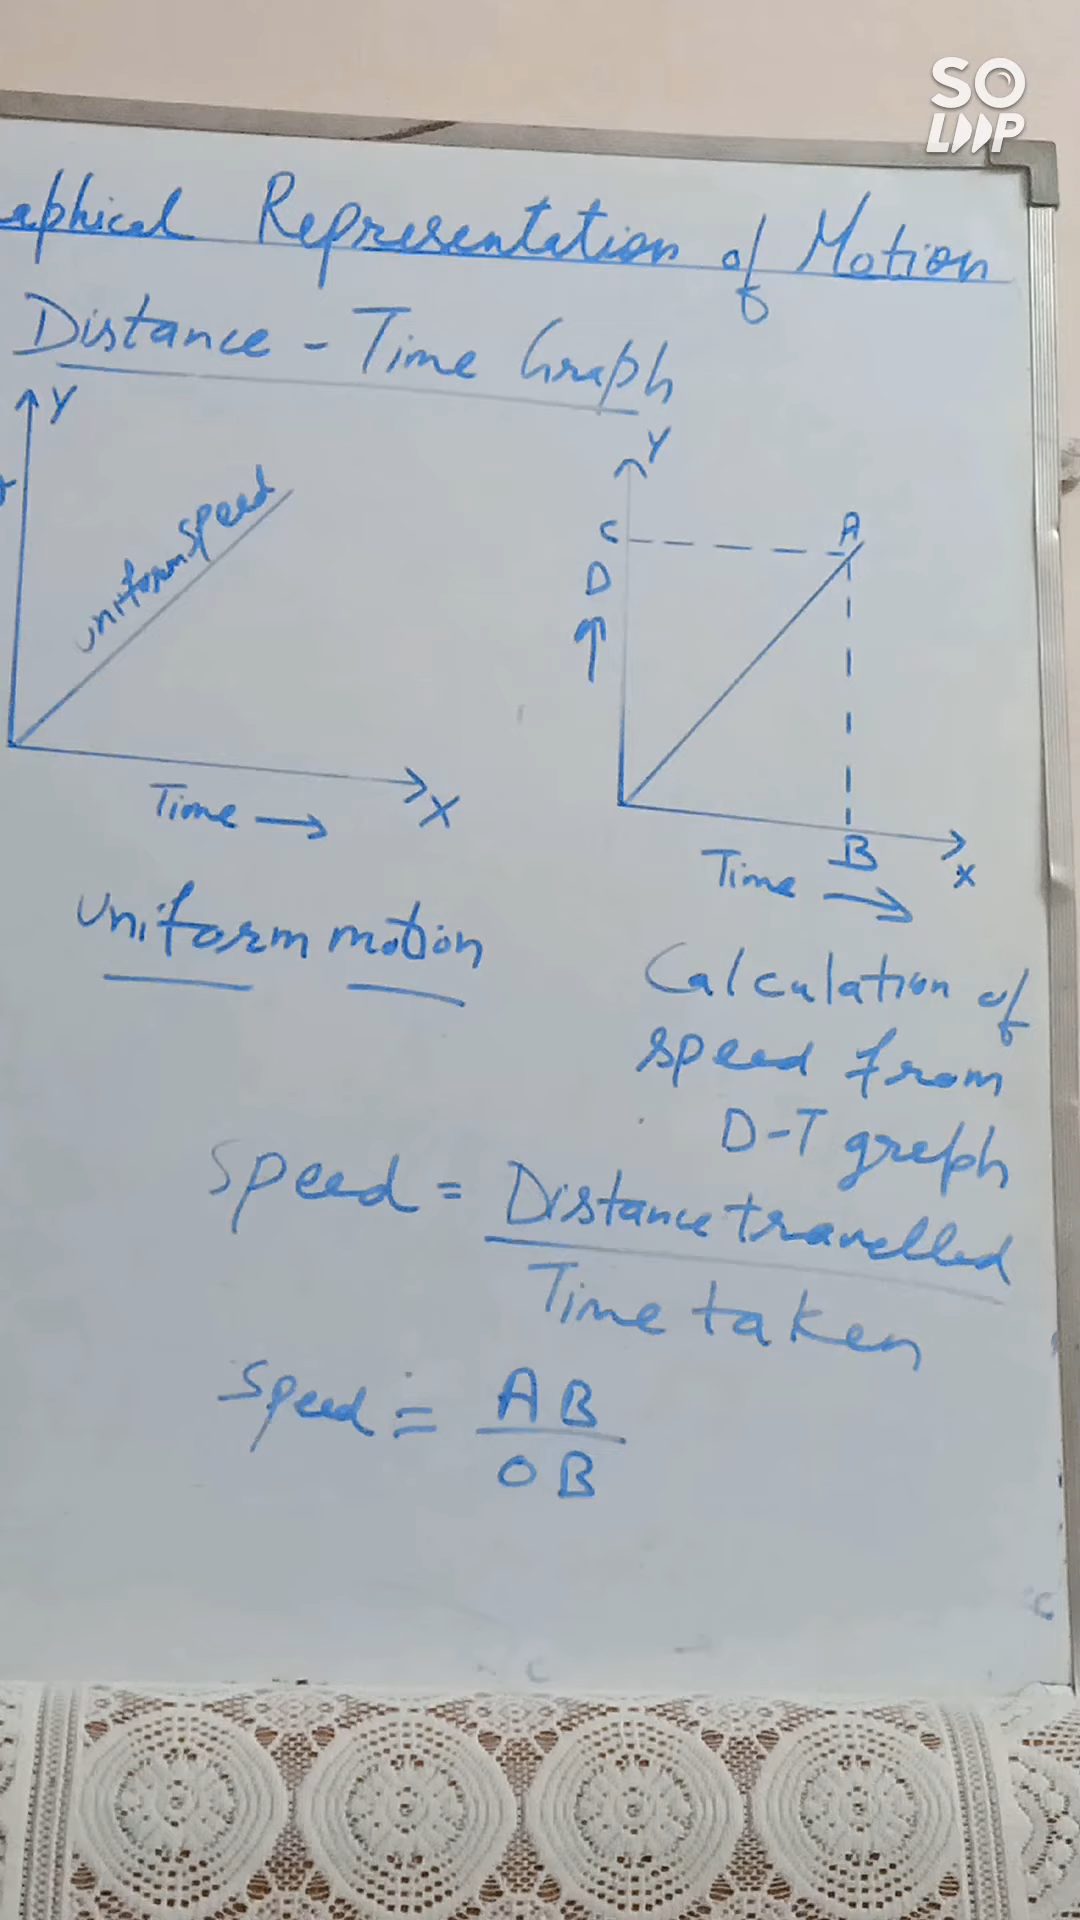 SO
LOOP
aphical Representation of Motion
Distance - Time Graph
Y
uniform speed
Time → X
uniform motion
Y
C
A
D
B
Time → x
Calculation of
speed from
D-T graph
Speed = Distance travelled
Time taken
Speed = AB
OB